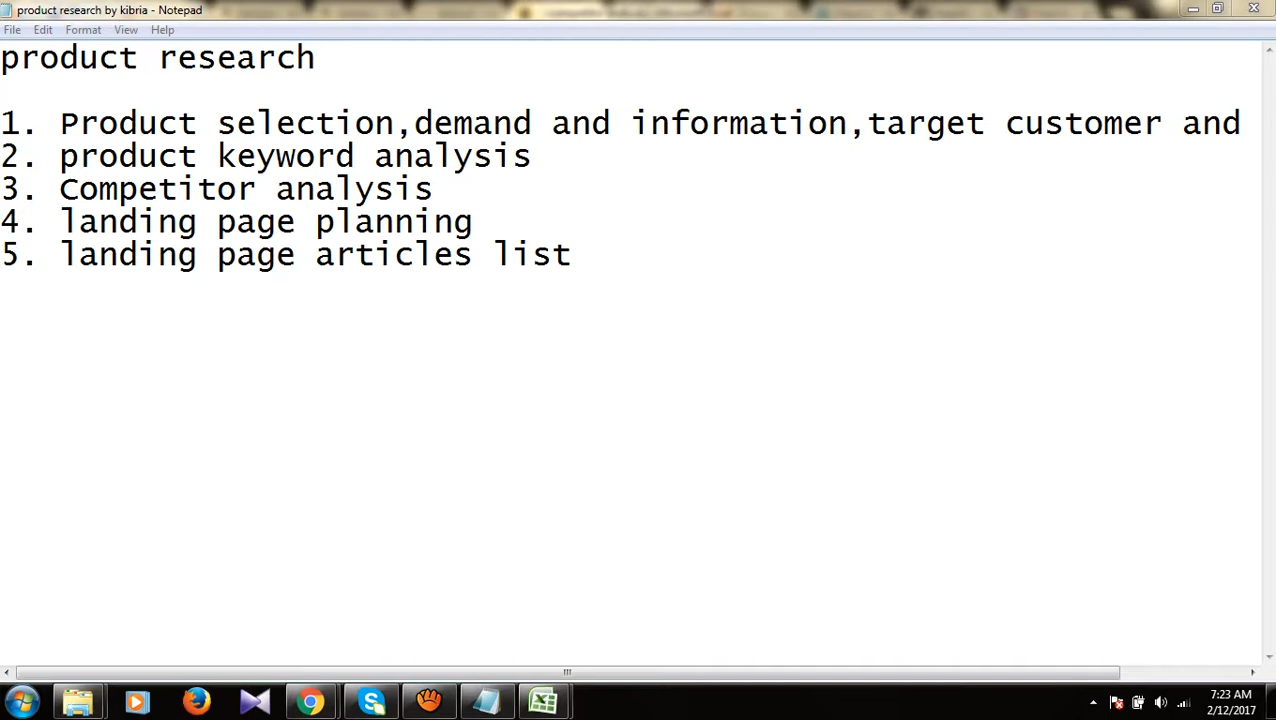 product research by kibria - Notepad
File Edit Format View Help
product research
1. Product selection,demand and information,target customer and
2. product keyword analysis
3. Competitor analysis
4. landing page planning
5. landing page articles list
7:23 AM
2/12/2017